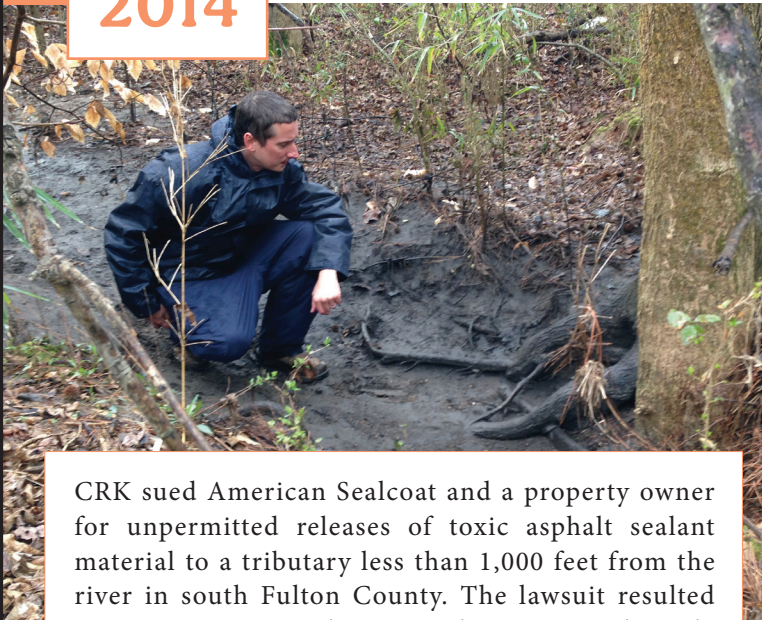 2014
CRK sued American Sealcoat and a property owner
for unpermitted releases of toxic asphalt sealant
material to a tributary less than 1,000 feet from the
river in south Fulton County. The lawsuit resulted